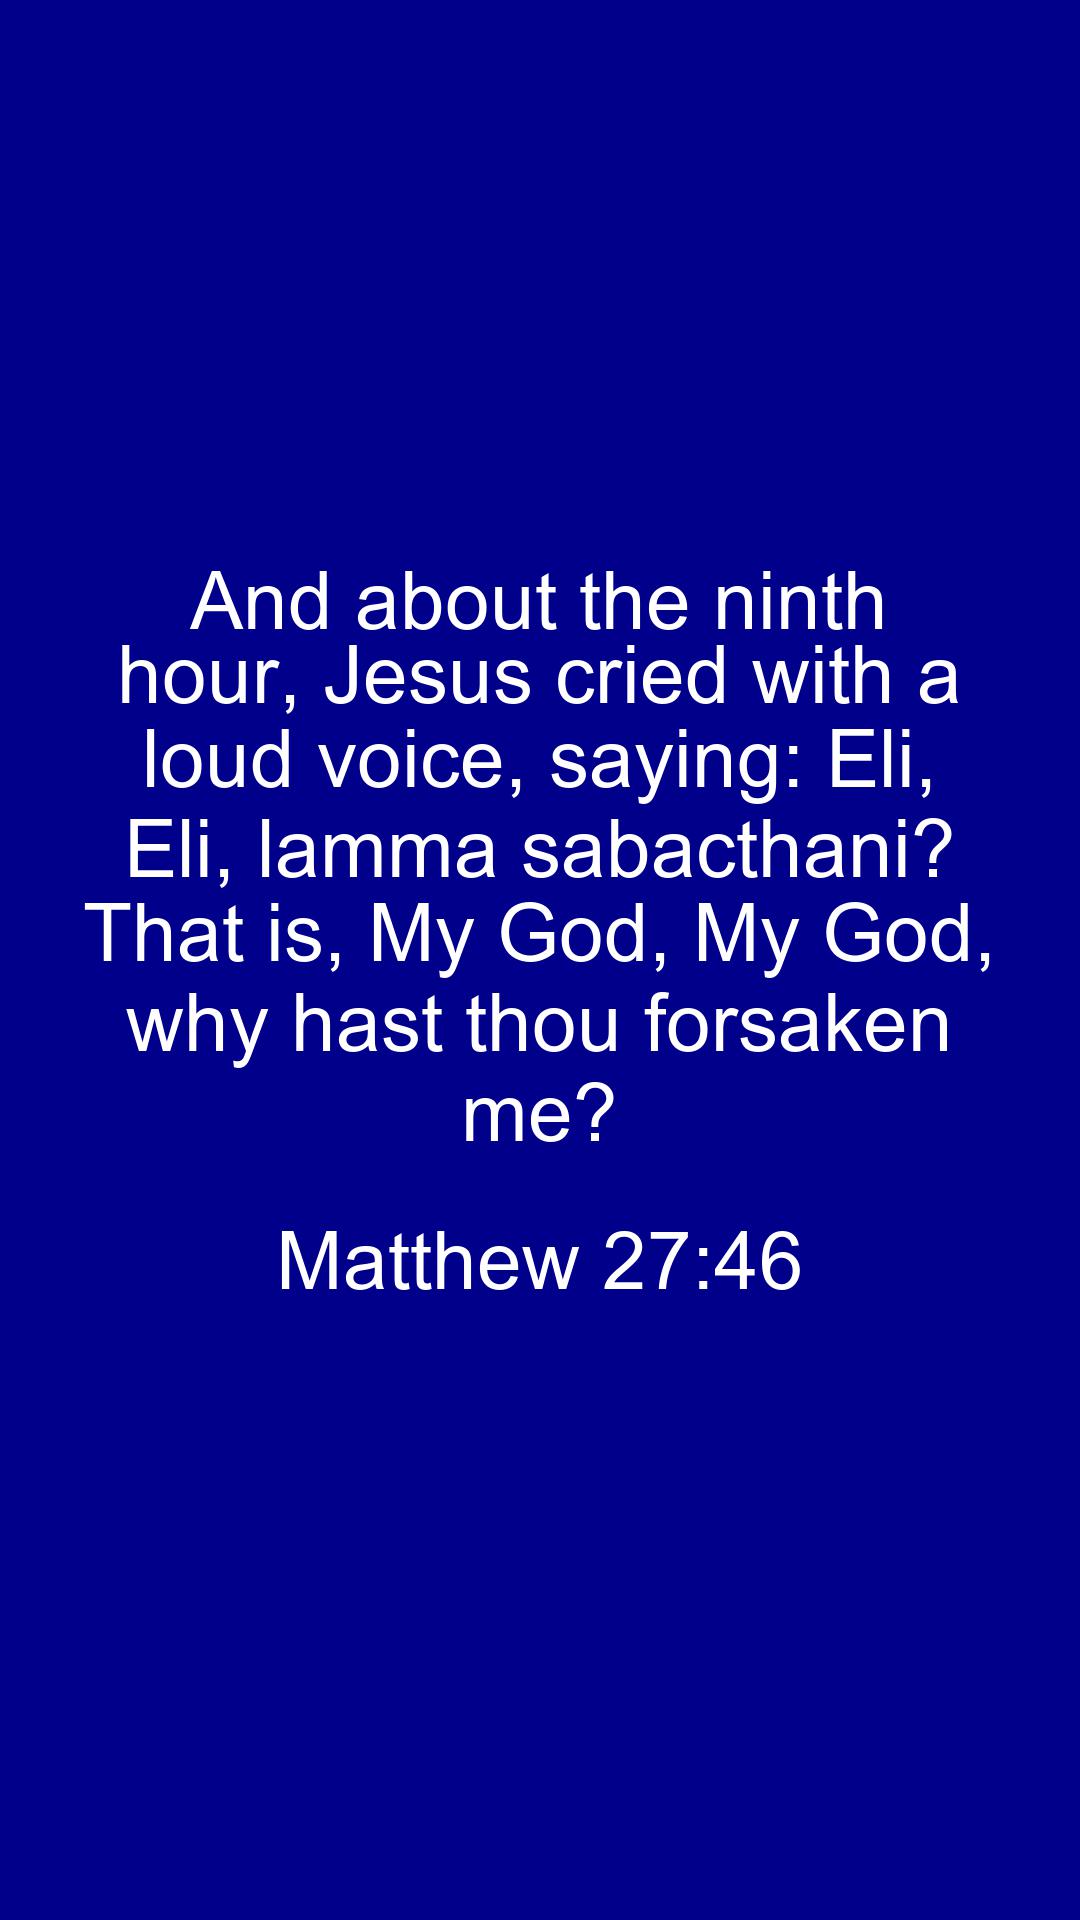 And about the ninth
hour, Jesus cried with a
loud voice, saying: Eli,
Eli, lamma sabacthani?
That is, My God, My God,
why hast thou forsaken
me?
Matthew 27:46